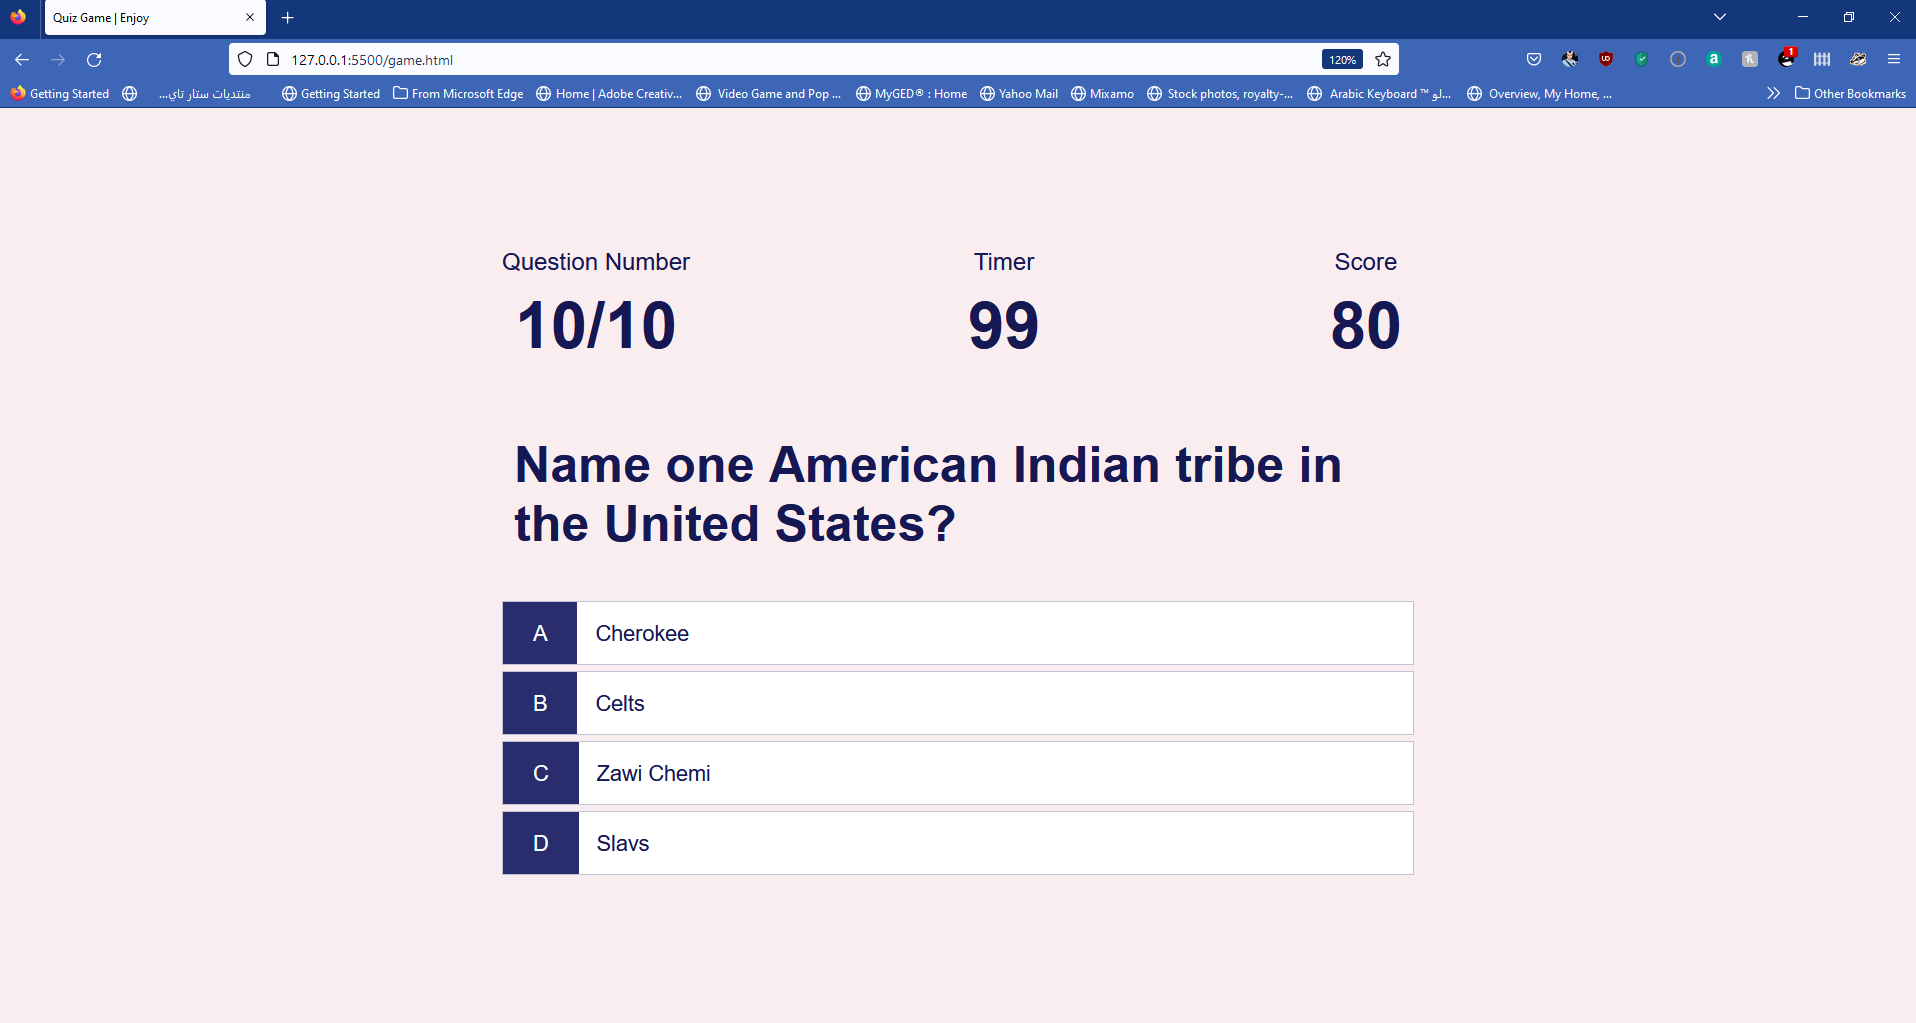 Quiz Game | Enjoy
127.0.0.1:5500/game.html
120%
Getting Started
منتديات ستار تاي...
Getting Started
From Microsoft Edge
Home | Adobe Creativ...
Video Game and Pop ...
MyGED® : Home
Yahoo Mail
Mixamo
Stock photos, royalty-...
Arabic Keyboard ™ لو...
Overview, My Home, ...
Other Bookmarks
Question Number
Timer
Score
10/10
99
80
Name one American Indian tribe in
the United States?
A Cherokee
B Celts
C Zawi Chemi
D Slavs